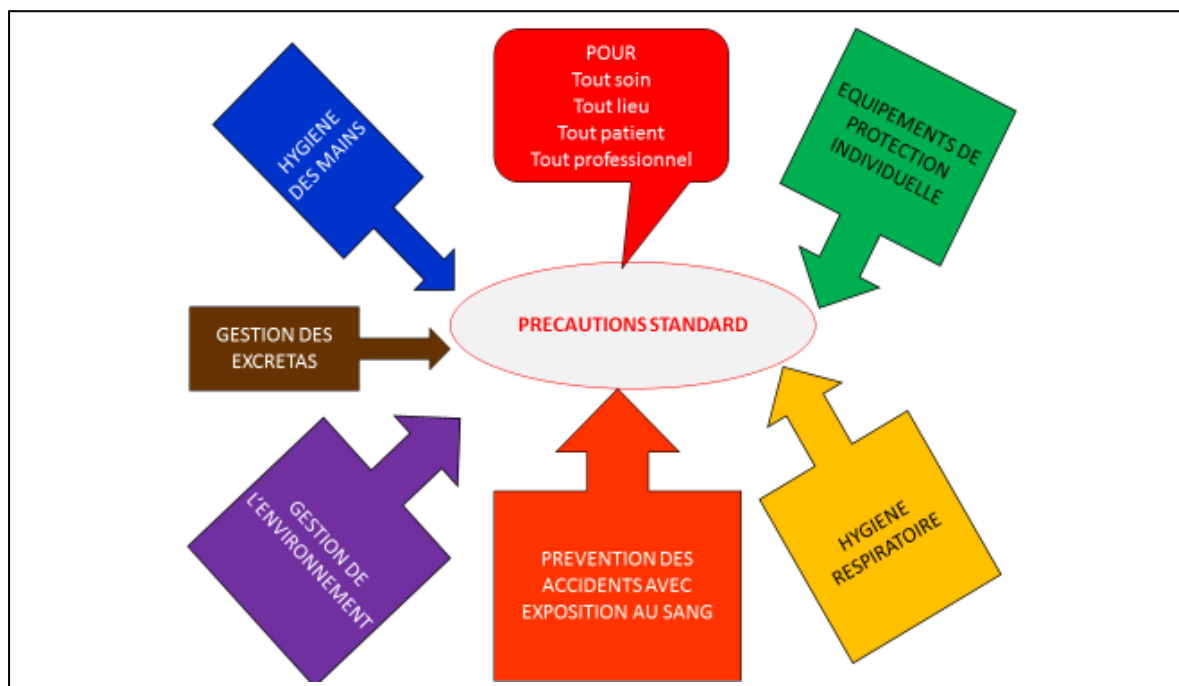 POUR
Tout soin
Tout lieu
Tout patient
Tout professionnel
HYGIENE
DES MAINS
EQUIPEMENTS DE
PROTECTION
INDIVIDUELLE
PRECAUTIONS STANDARD
GESTION DES
EXCRETAS
GESTION DE
L'ENVIRONNEMENT
PREVENTION DES
ACCIDENTS AVEC
EXPOSITION AU SANG
HYGIENE
RESPIRATOIRE